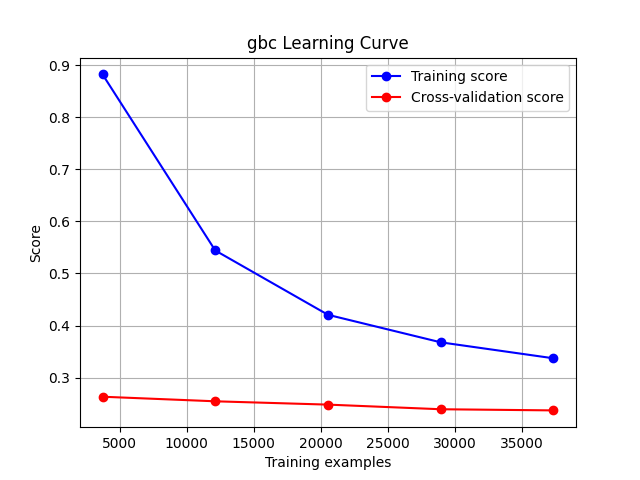 gbc Learning Curve
Training score
Cross-validation score
0.9
0.8
0.7
0.6
0.5
0.4
0.3
Score
5000 10000 15000 20000 25000 30000 35000
Training examples